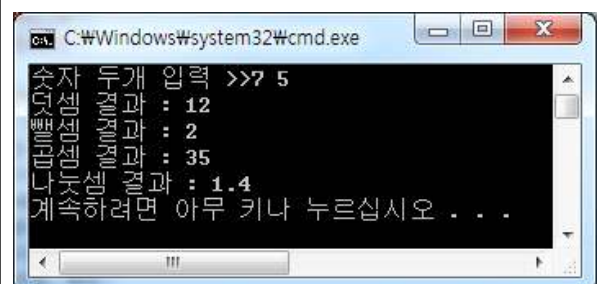 C:₩Windows₩system32₩cmd.exe
숫자 두개 입력 >>7 5
덧셈 결과 : 12
뺄셈 결과 : 2
곱셈 결과 : 35
나눗셈 결과 : 1.4
계속하려면 아무 키나 누르십시오 . . .